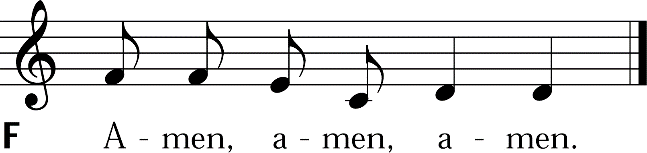 F A - men, a - men, a - men.